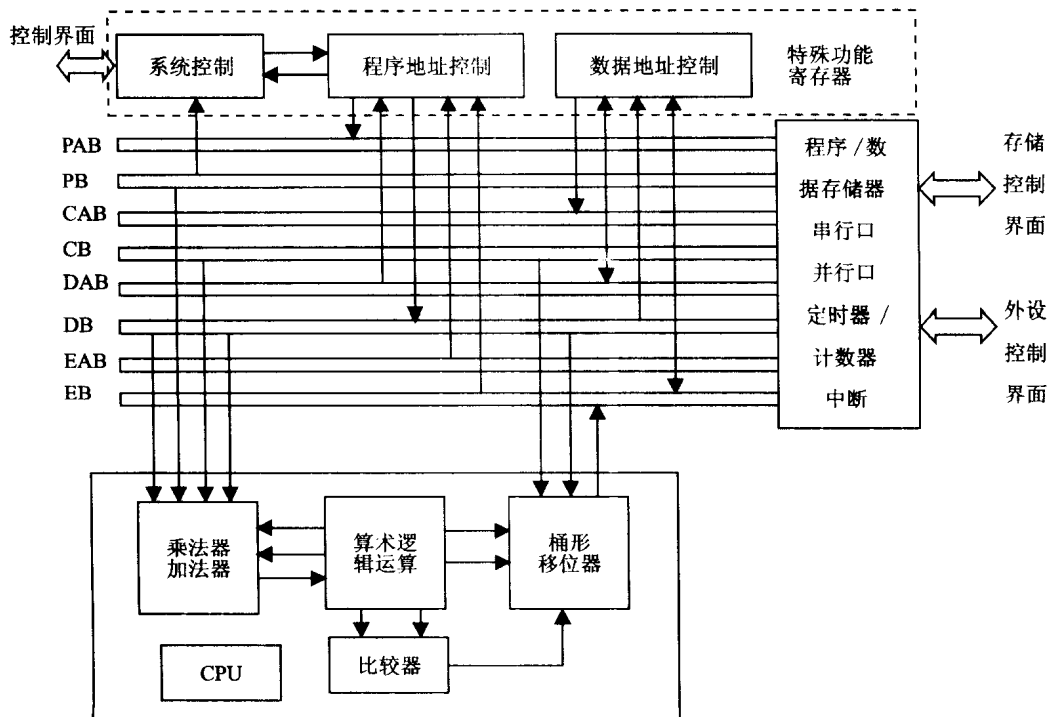 控制界面
系统控制
程序地址控制
数据地址控制
特殊功能
寄存器
PAB
PB
CAB
CB
DAB
DB
EAB
EB
程序/数
据存储器
串行口
并行口
定时器/
计数器
中断
存储
控制
界面
外设
控制
界面
乘法器
加法器
算术逻
辑运算
桶形
移位器
比较器
CPU